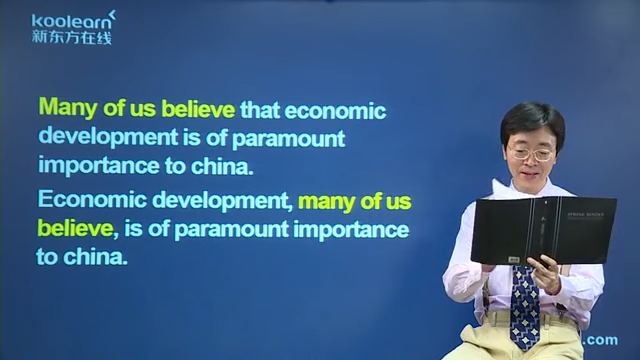 koolearn
新东方在线
Many of us believe that economic
development is of paramount
importance to china.
Economic development, many of us
believe, is of paramount importance
to china.
.com